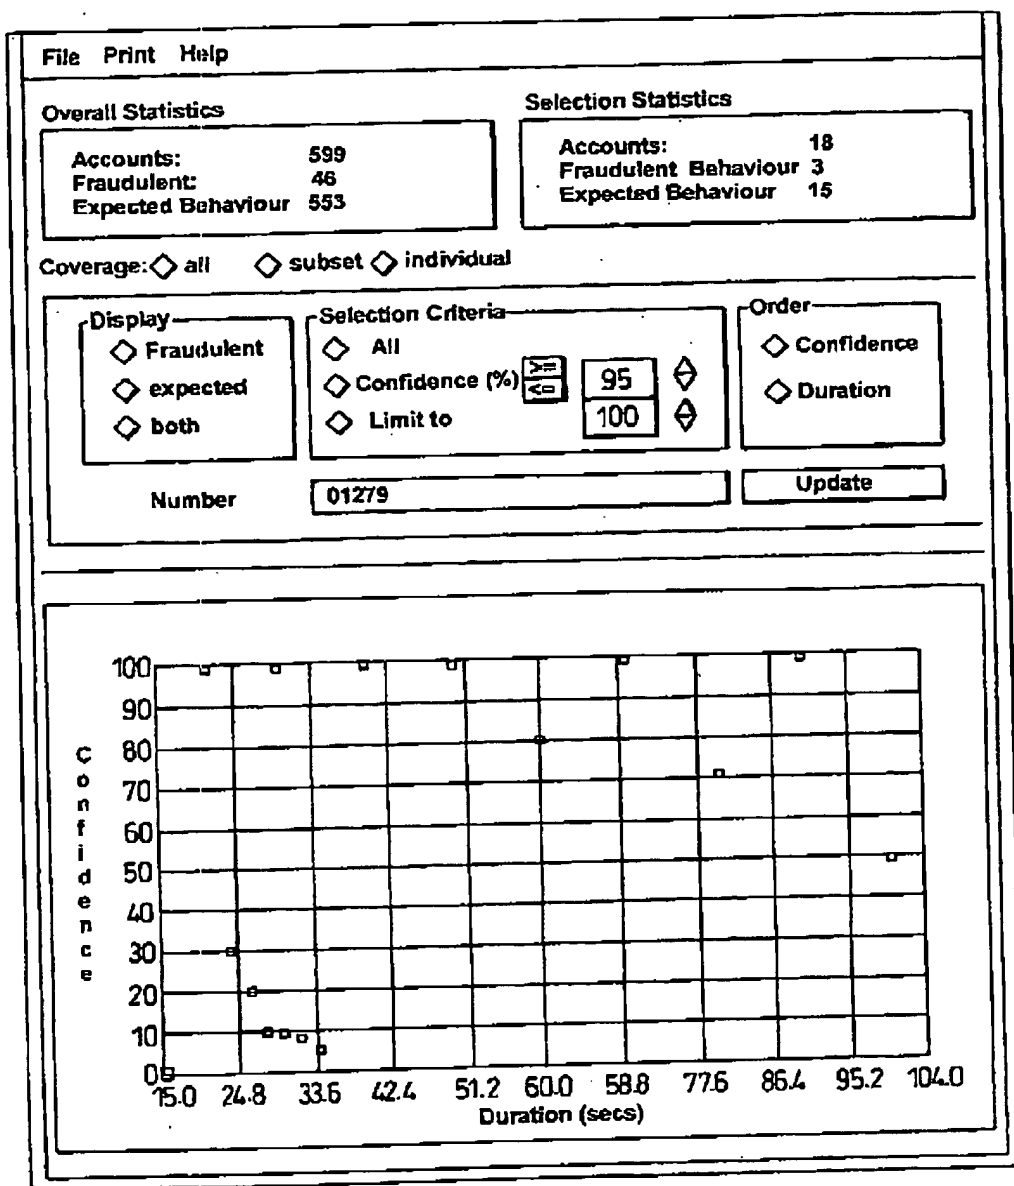 File Print Help
Overall Statistics
Accounts: 599
Fraudulent: 46
Expected Behaviour 553
Selection Statistics
Accounts: 18
Fraudulent Behaviour 3
Expected Behaviour 15
Coverage: all subset individual
Display
Fraudulent
expected
both
Selection Criteria
All
Confidence (%) >= <= 95
Limit to 100
Order
Confidence
Duration
Number 01279 Update
Confidence
100
90
80
70
60
50
40
30
20
10
0
15.0 24.8 33.6 42.4 51.2 60.0 58.8 77.6 86.4 95.2 104.0
Duration (secs)